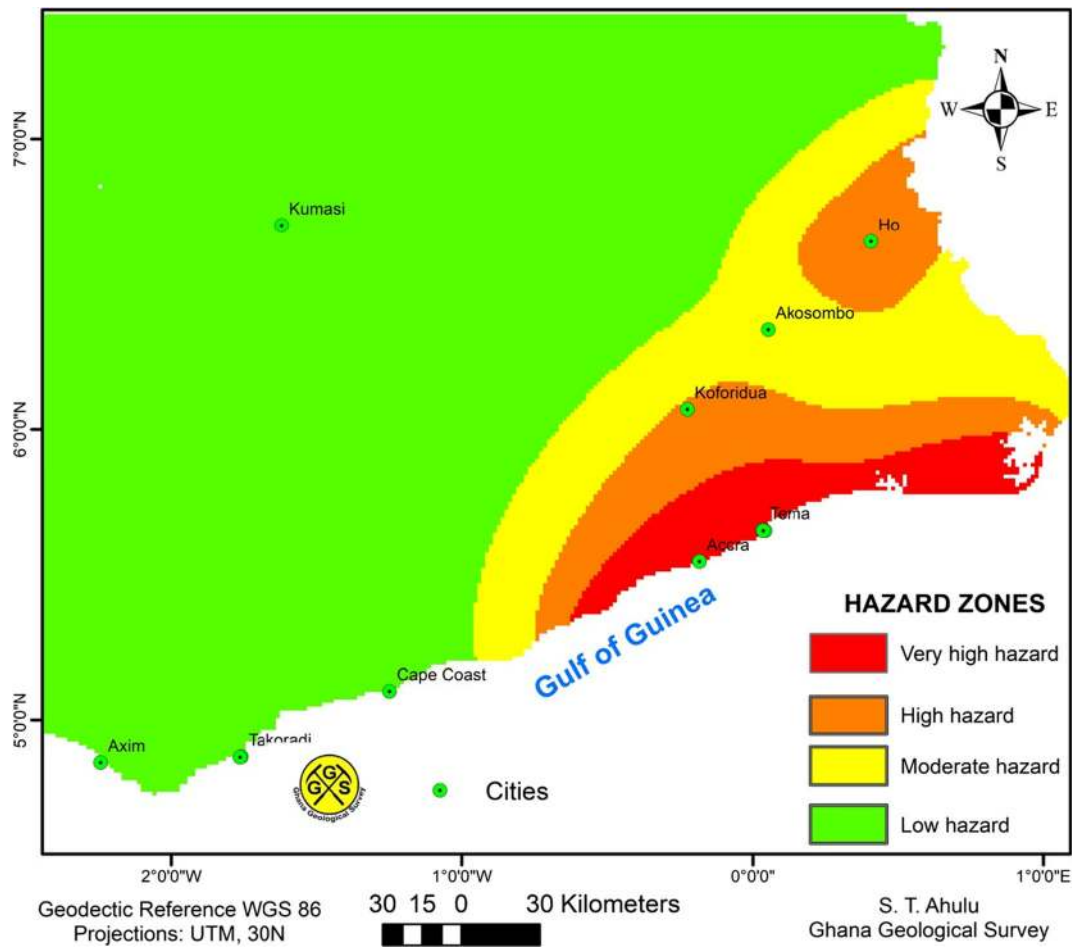 N
W E
S
7°0'0"N
Kumasi
Ho
Akosombo
Koforidua
6°0'0"N
Tema
Accra
Gulf of Guinea
HAZARD ZONES
Very high hazard
High hazard
Moderate hazard
Low hazard
Cape Coast
5°0'0"N
Axim
Takoradi
G
G S
Ghana Geological Survey
Cities
2°0'0"W 1°0'0"W 0°0'0" 1°0'0"E
Geodectic Reference WGS 86
Projections: UTM, 30N
30 15 0 30 Kilometers
S. T. Ahulu
Ghana Geological Survey